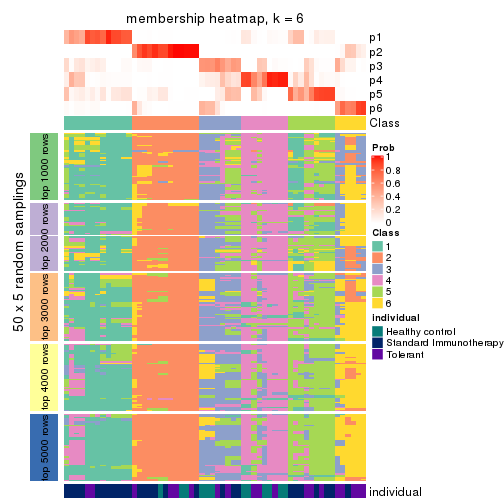 membership heatmap, k = 6
p1
p2
p3
p4
p5
p6
Class
50 x 5 random samplings
top 1000 rows
top 2000 rows
top 3000 rows
top 4000 rows
top 5000 rows
Prob
1
0.8
0.6
0.4
0.2
0
Class
1
2
3
4
5
6
individual
Healthy control
Standard Immunotherapy
Tolerant
individual